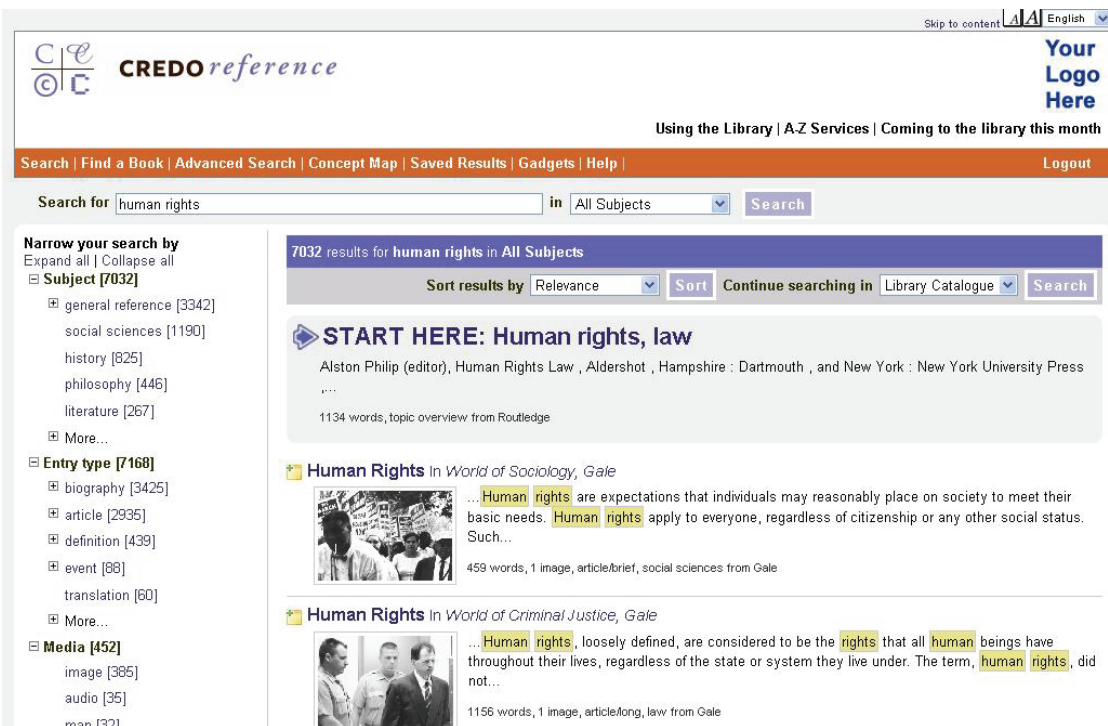 Skip to content A A English
C C © C
CREDO reference
Your
Logo
Here
Using the Library | A-Z Services | Coming to the library this month
Search | Find a Book | Advanced Search | Concept Map | Saved Results | Gadgets | Help | Logout
Search for human rights in All Subjects Search
Narrow your search by
Expand all | Collapse all
Subject [7032]
general reference [3342]
social sciences [1190]
history [825]
philosophy [446]
literature [267]
More...
Entry type [7168]
biography [3425]
article [2935]
definition [439]
event [88]
translation [60]
More...
Media [452]
image [385]
audio [35]
map [32]
7032 results for human rights in All Subjects
Sort results by Relevance Sort Continue searching in Library Catalogue Search
START HERE: Human rights, law
Alston Philip (editor), Human Rights Law , Aldershot , Hampshire : Dartmouth , and New York : New York University Press
,...
1134 words, topic overview from Routledge
Human Rights In World of Sociology, Gale
...Human rights are expectations that individuals may reasonably place on society to meet their
basic needs. Human rights apply to everyone, regardless of citizenship or any other social status.
Such...
459 words, 1 image, article/brief, social sciences from Gale
Human Rights In World of Criminal Justice, Gale
...Human rights, loosely defined, are considered to be the rights that all human beings have
throughout their lives, regardless of the state or system they live under. The term, human rights, did
not...
1156 words, 1 image, article/long, law from Gale